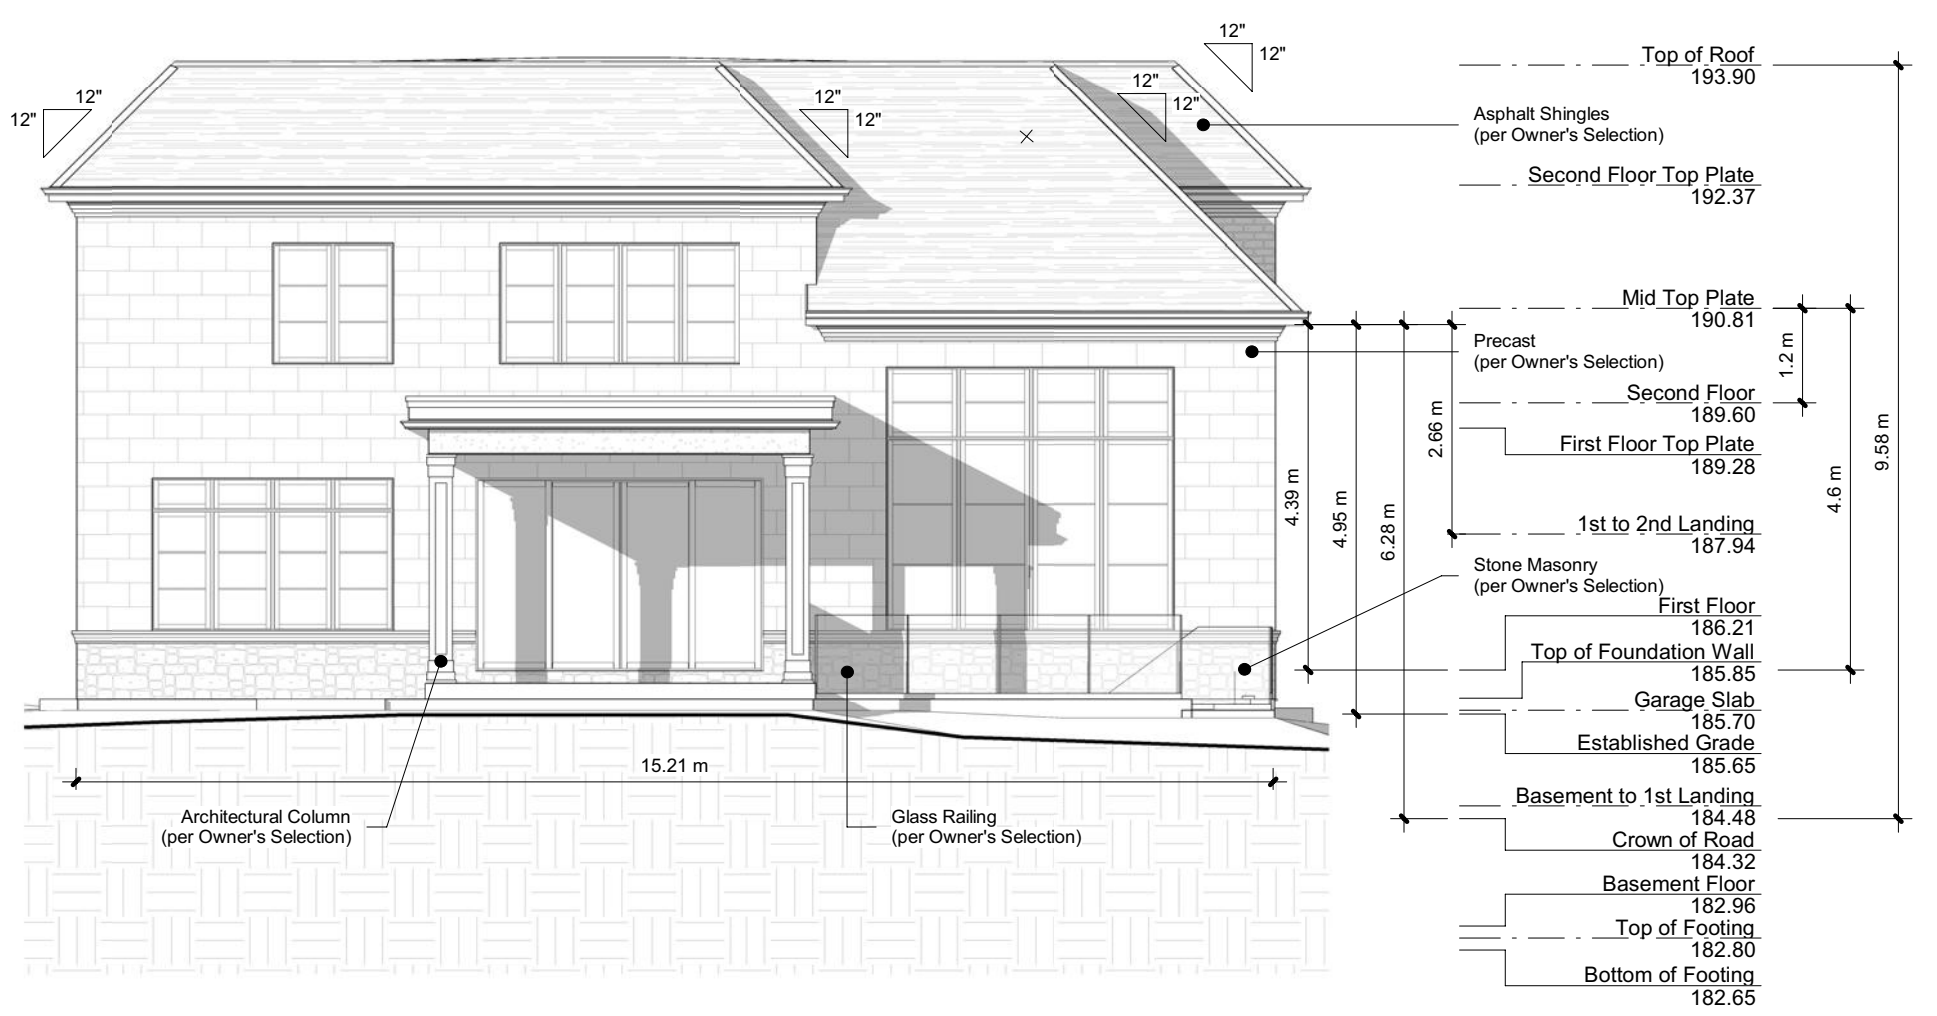 12"
12"
12"
12"
12"
12"
12"
12"
Top of Roof
193.90
Asphalt Shingles
(per Owner's Selection)
Second Floor Top Plate
192.37
Mid Top Plate
190.81
Precast
(per Owner's Selection)
1.2 m
Second Floor
189.60
First Floor Top Plate
189.28
2.66 m
9.58 m
4.39 m
4.95 m
6.28 m
4.6 m
1st to 2nd Landing
187.94
Stone Masonry
(per Owner's Selection)
First Floor
186.21
Top of Foundation Wall
185.85
Garage Slab
185.70
Established Grade
185.65
15.21 m
Basement to 1st Landing
184.48
Architectural Column
(per Owner's Selection)
Glass Railing
(per Owner's Selection)
Crown of Road
184.32
Basement Floor
182.96
Top of Footing
182.80
Bottom of Footing
182.65